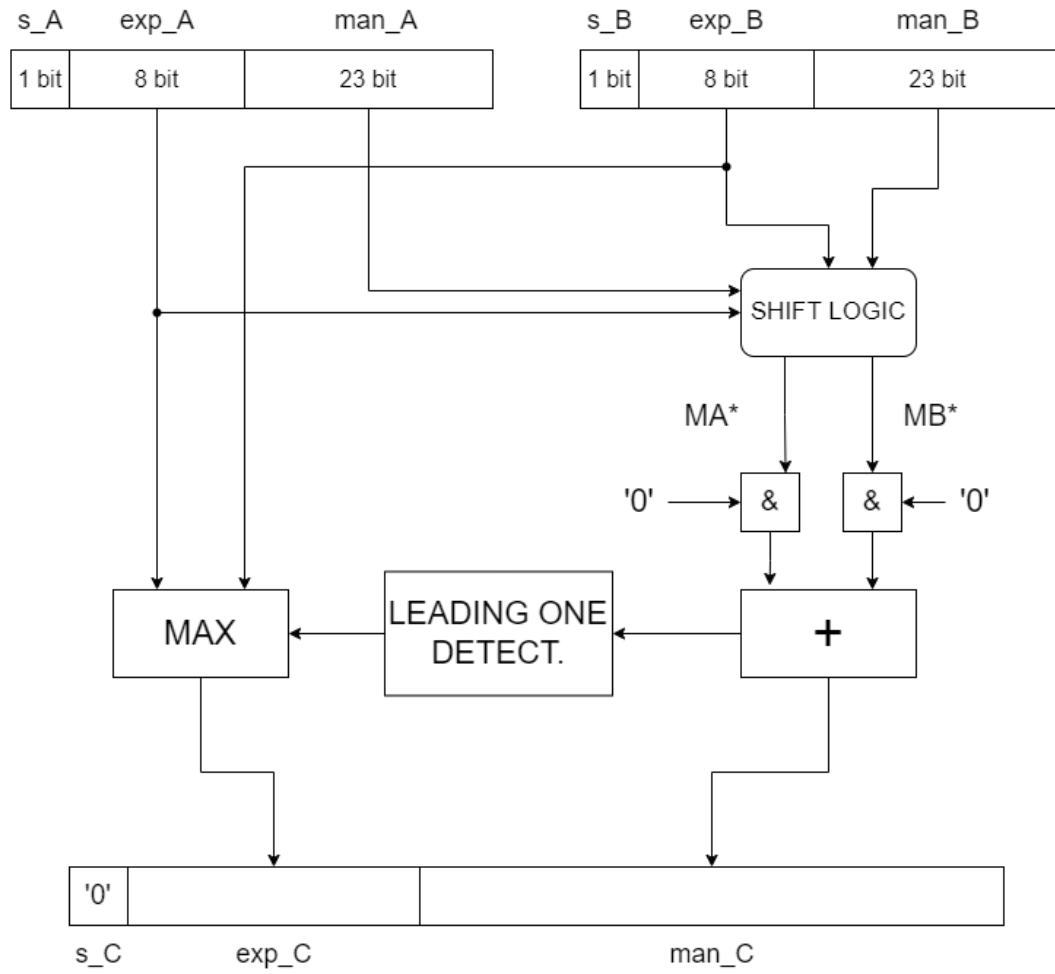 s_A exp_A man_A s_B exp_B man_B
1 bit 8 bit 23 bit 1 bit 8 bit 23 bit
SHIFT LOGIC
MA* MB*
'0' & & '0'
MAX
LEADING ONE
DETECT.
+
'0'
s_C exp_C man_C